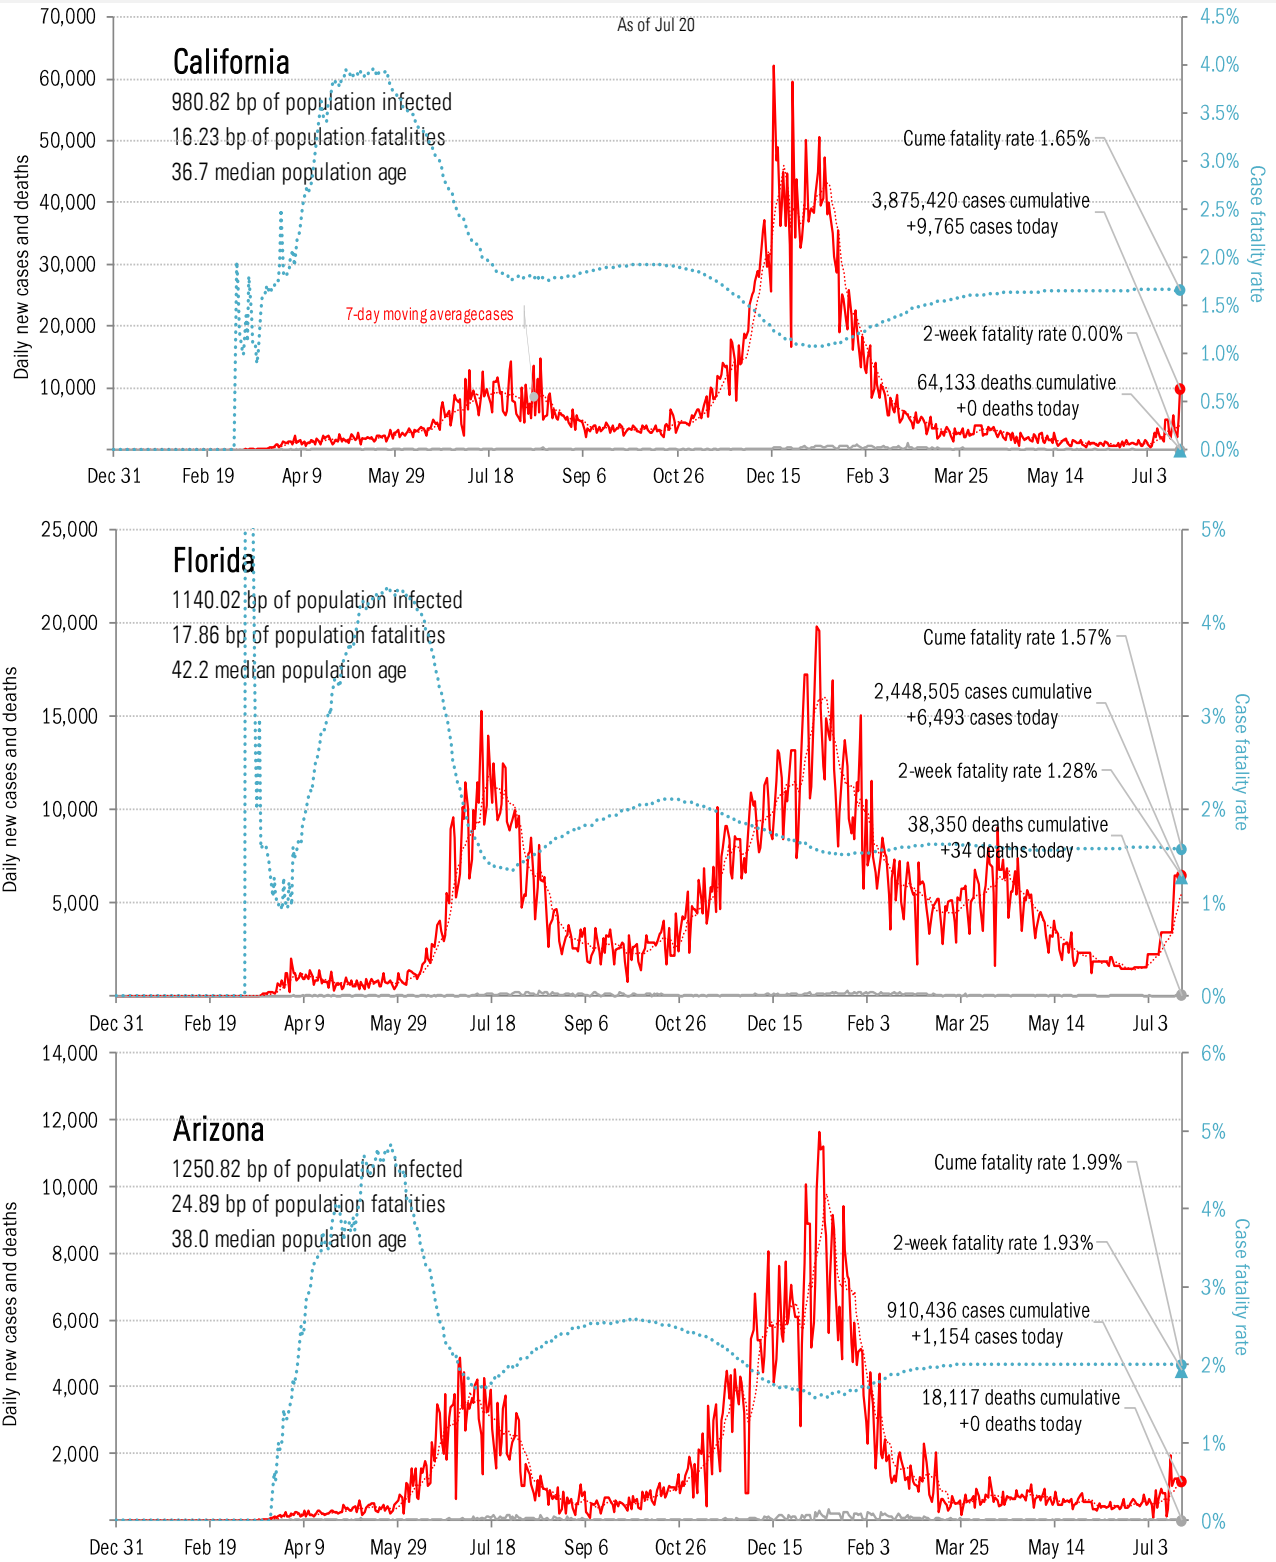 As of Jul 20
70,000
60,000
50,000
40,000
30,000
20,000
10,000
Daily new cases and deaths
California
980.82 bp of population infected
16.23 bp of population fatalities
36.7 median population age
7-day moving average cases
Cume fatality rate 1.65%
3,875,420 cases cumulative
+9,765 cases today
2-week fatality rate 0.00%
64,133 deaths cumulative
+0 deaths today
4.5%
4.0%
3.5%
3.0%
2.5%
2.0%
1.5%
1.0%
0.5%
0.0%
Case fatality rate
Dec 31 Feb 19 Apr 9 May 29 Jul 18 Sep 6 Oct 26 Dec 15 Feb 3 Mar 25 May 14 Jul 3
25,000
20,000
15,000
10,000
5,000
Daily new cases and deaths
Florida
1140.02 bp of population infected
17.86 bp of population fatalities
42.2 median population age
Cume fatality rate 1.57%
2,448,505 cases cumulative
+6,493 cases today
2-week fatality rate 1.28%
38,350 deaths cumulative
+34 deaths today
5%
4%
3%
2%
1%
0%
Case fatality rate
Dec 31 Feb 19 Apr 9 May 29 Jul 18 Sep 6 Oct 26 Dec 15 Feb 3 Mar 25 May 14 Jul 3
14,000
12,000
10,000
8,000
6,000
4,000
2,000
Daily new cases and deaths
Arizona
1250.82 bp of population infected
24.89 bp of population fatalities
38.0 median population age
Cume fatality rate 1.99%
2-week fatality rate 1.93%
910,436 cases cumulative
+1,154 cases today
18,117 deaths cumulative
+0 deaths today
6%
5%
4%
3%
2%
1%
0%
Case fatality rate
Dec 31 Feb 19 Apr 9 May 29 Jul 18 Sep 6 Oct 26 Dec 15 Feb 3 Mar 25 May 14 Jul 3